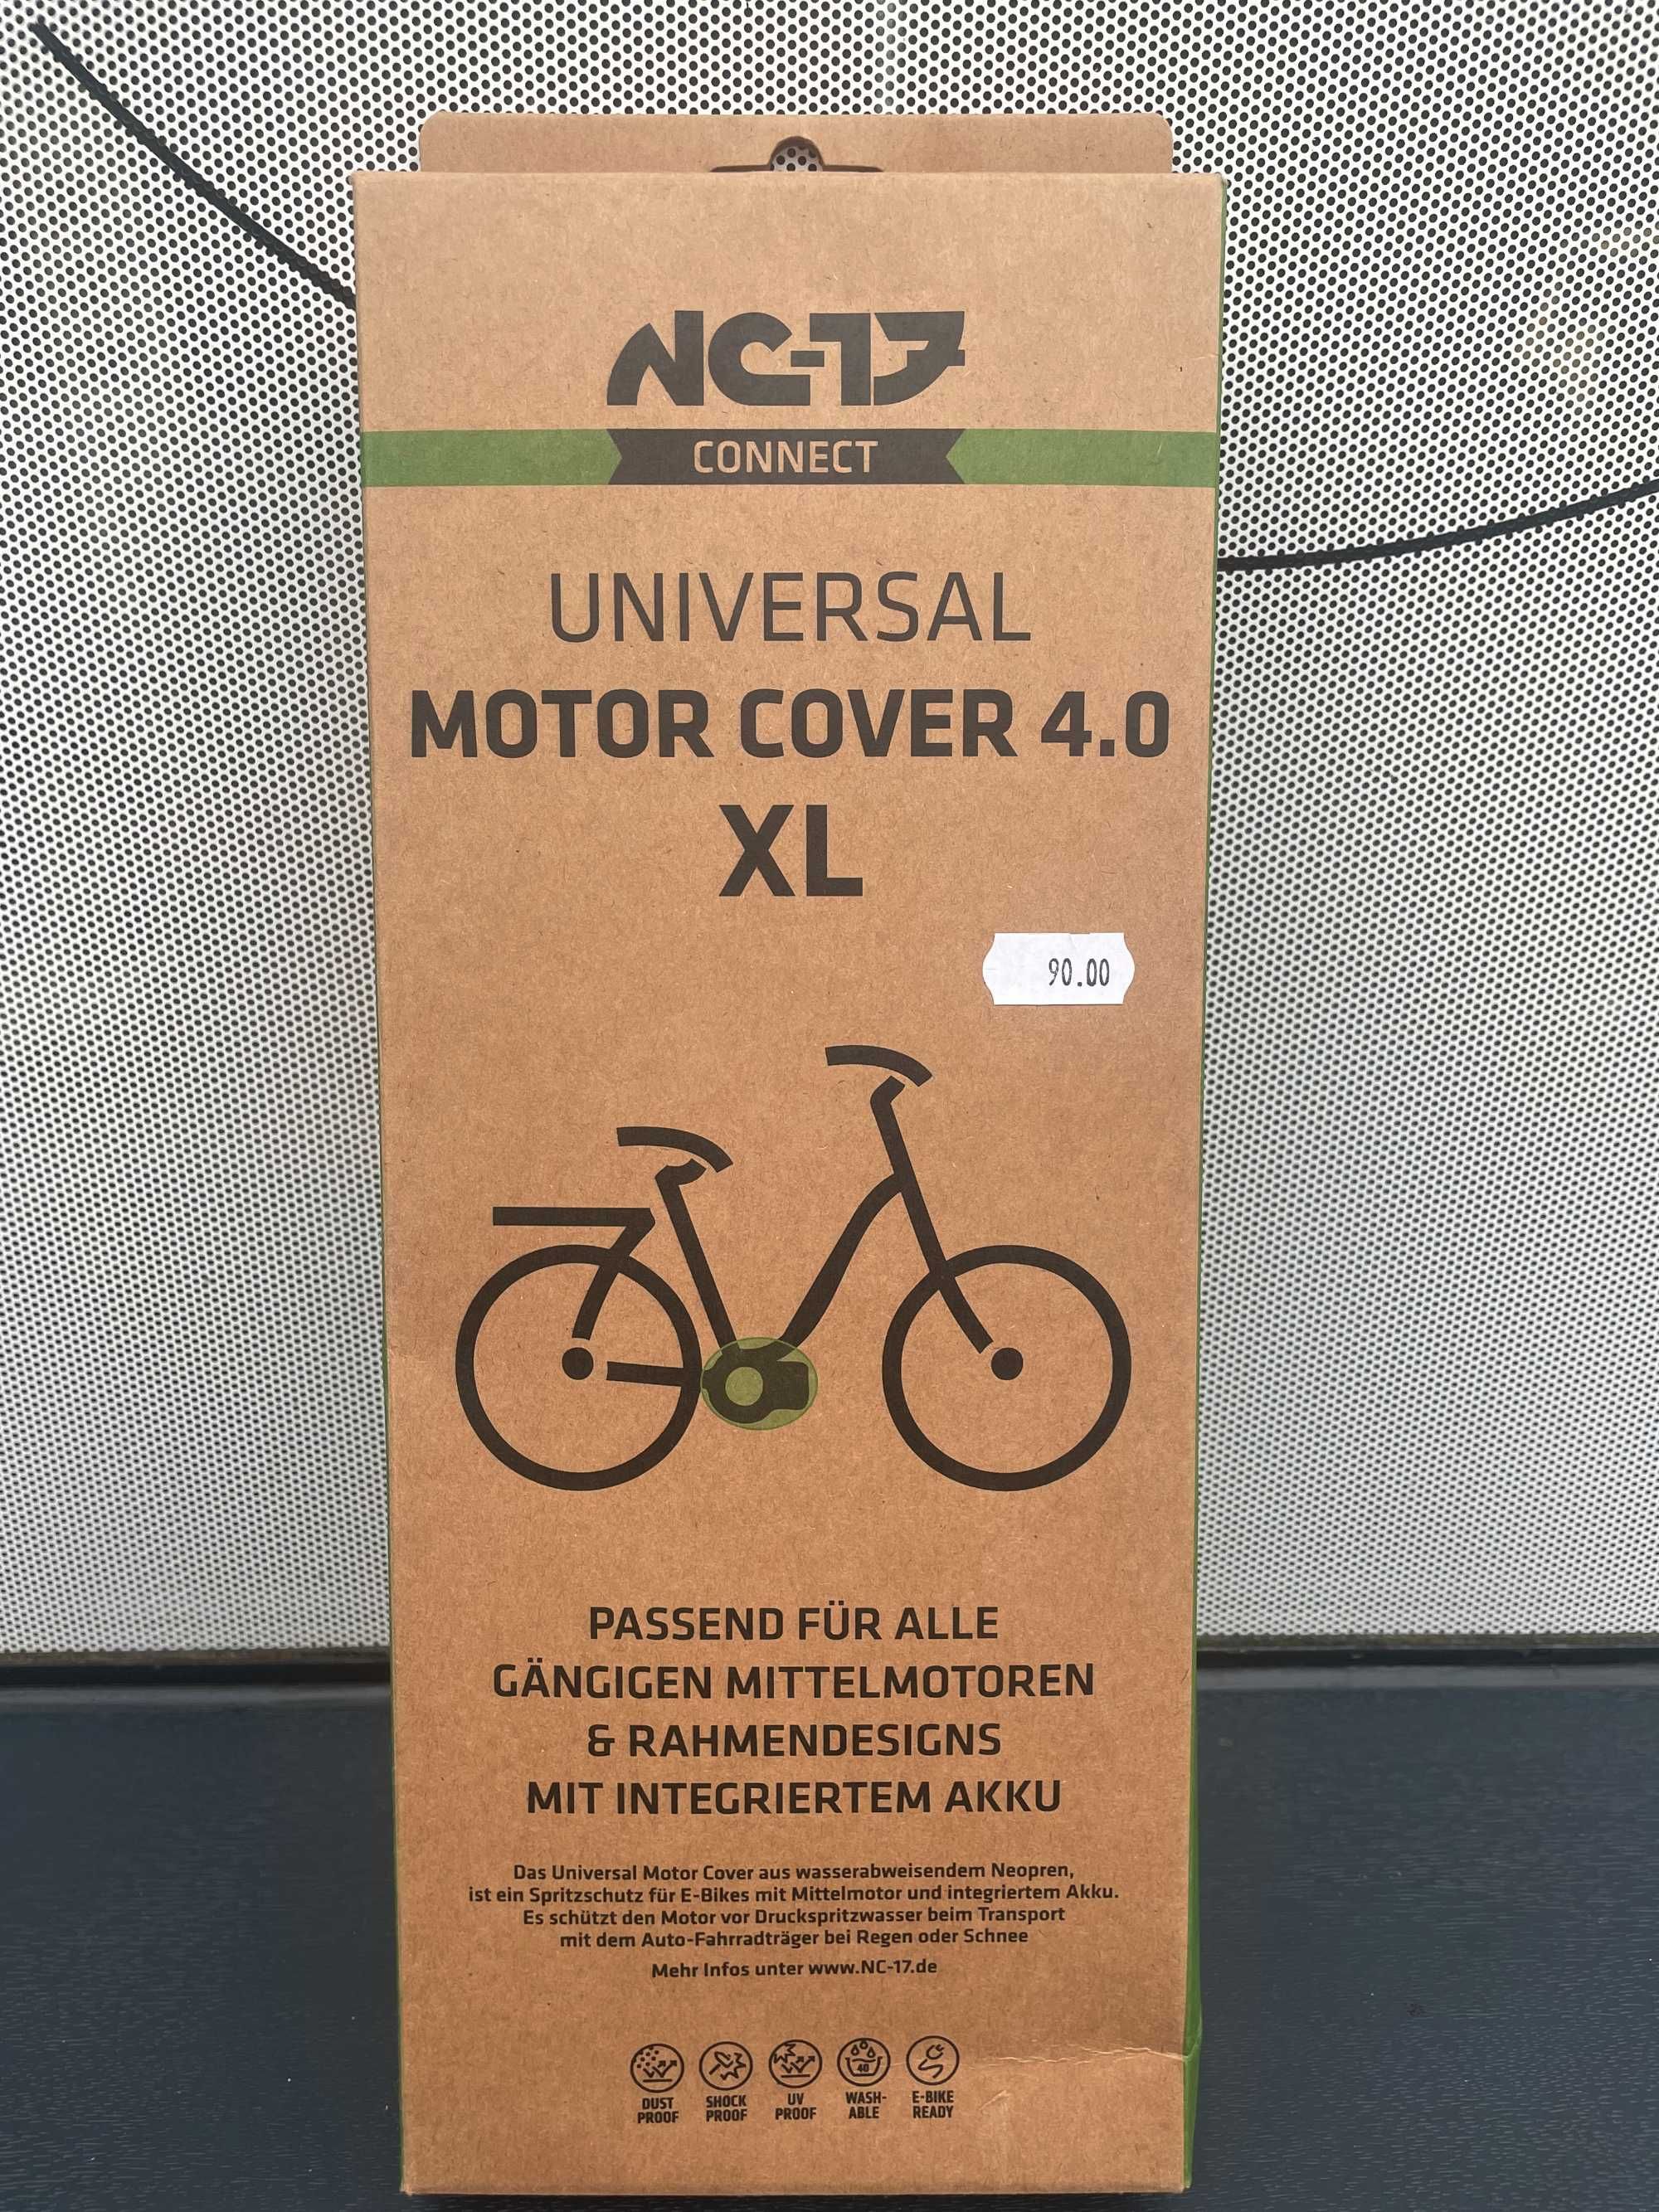 NC-17
CONNECT
UNIVERSAL
MOTOR COVER 4.0
XL
90.00
PASSEND FÜR ALLE
GÄNGIGEN MITTELMOTOREN
& RAHMENDESIGNS
MIT INTEGRIERTEM AKKU
Das Universal Motor Cover aus wasserabweisendem Neopren,
ist ein Spritzschutz für E-Bikes mit Mittelmotor und integriertem Akku.
Es schützt den Motor vor Druckspritzwasser beim Transport
mit dem Auto-Fahrradträger bei Regen oder Schnee
Mehr Infos unter www.NC-17.de
40
DUST PROOF
SHOCK PROOF
UV PROOF
WASH-ABLE
E-BIKE READY